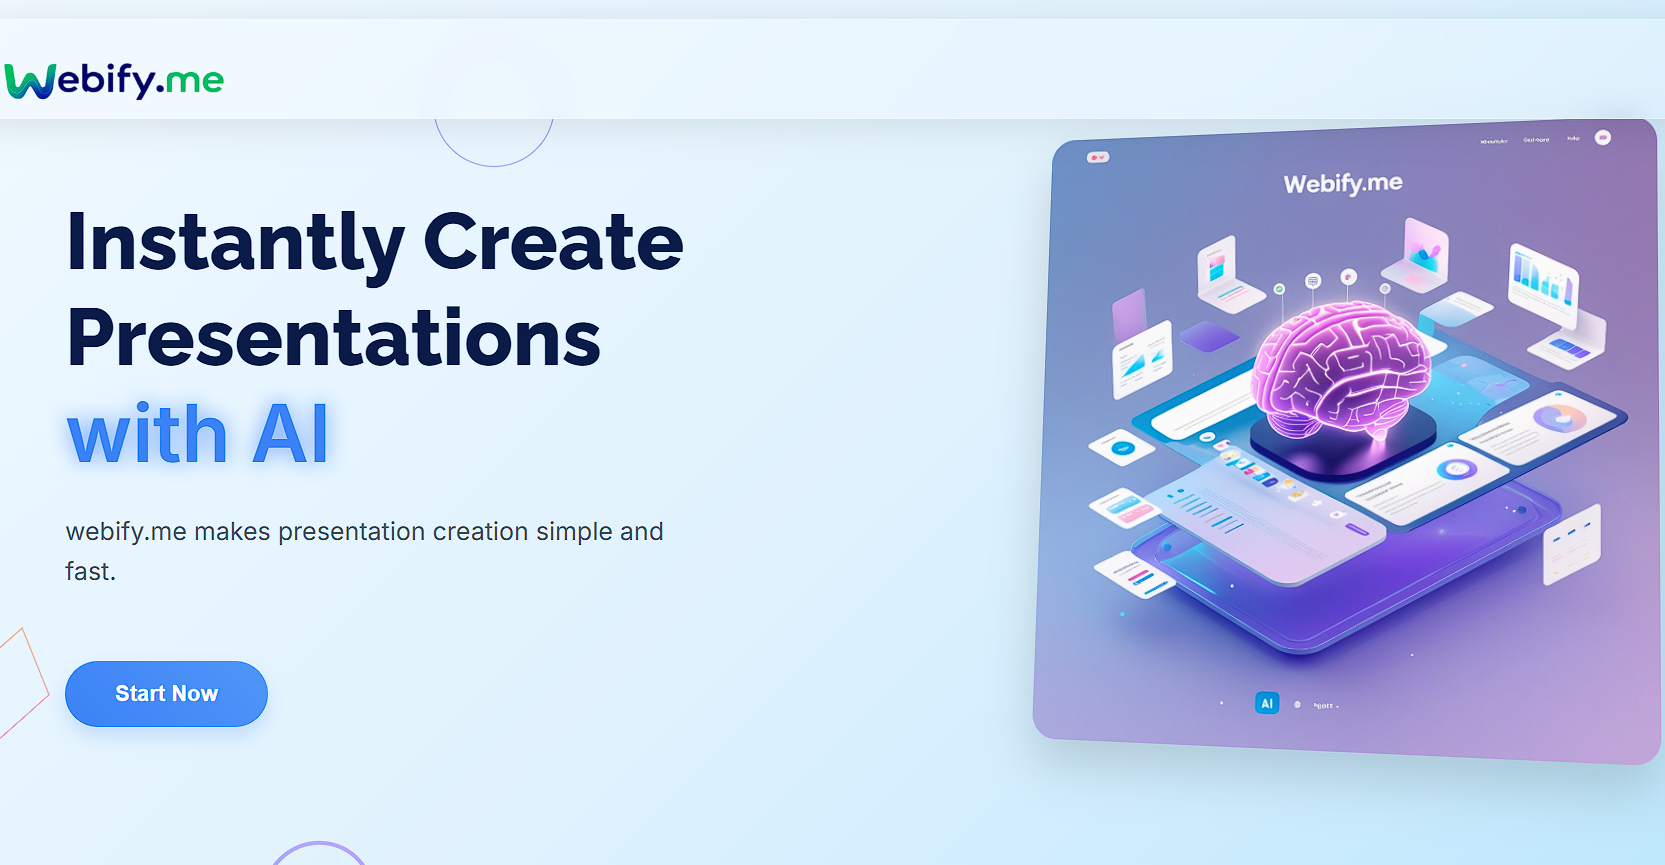 Webify.me
Instantly Create
Presentations
with AI
webify.me makes presentation creation simple and
fast.
Start Now
Webify.me
AI